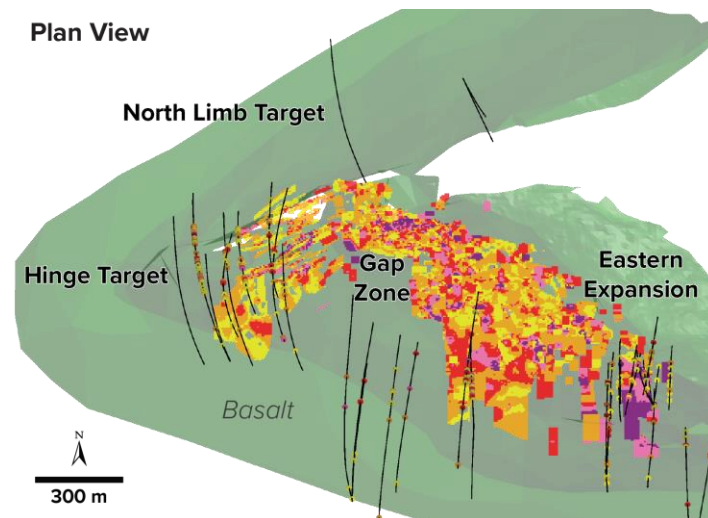 Plan View
North Limb Target
Hinge Target
Gap
Zone
Eastern
Expansion
Basalt
N
300 m